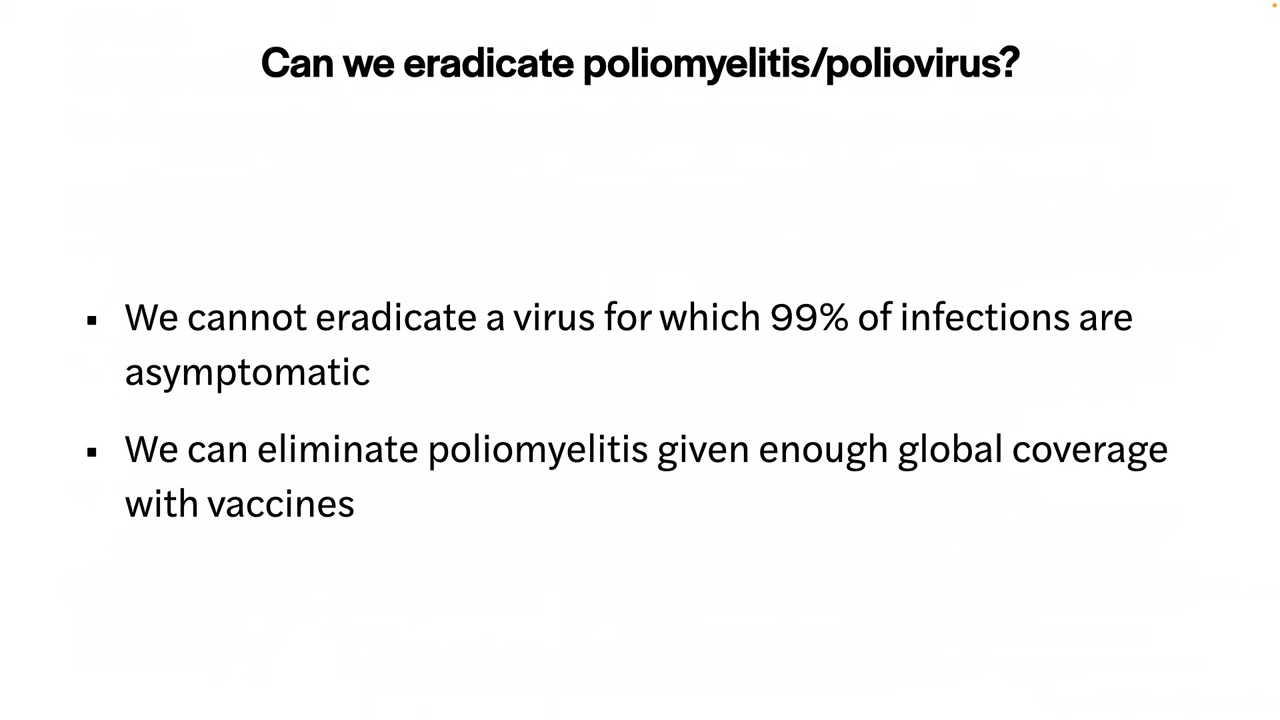 Can we eradicate poliomyelitis/poliovirus?
▪ We cannot eradicate a virus for which 99% of infections are
asymptomatic
▪ We can eliminate poliomyelitis given enough global coverage
with vaccines